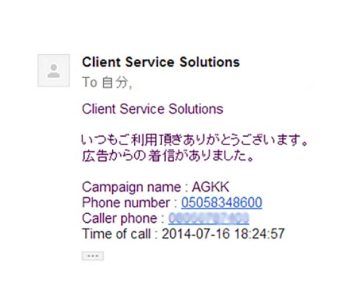 Client Service Solutions
To 自分,
Client Service Solutions
いつもご利用頂きありがとうございます。
広告からの着信がありました。
Campaign name : AGKK
Phone number : 05058348600
Caller phone :
Time of call : 2014-07-16 18:24:57